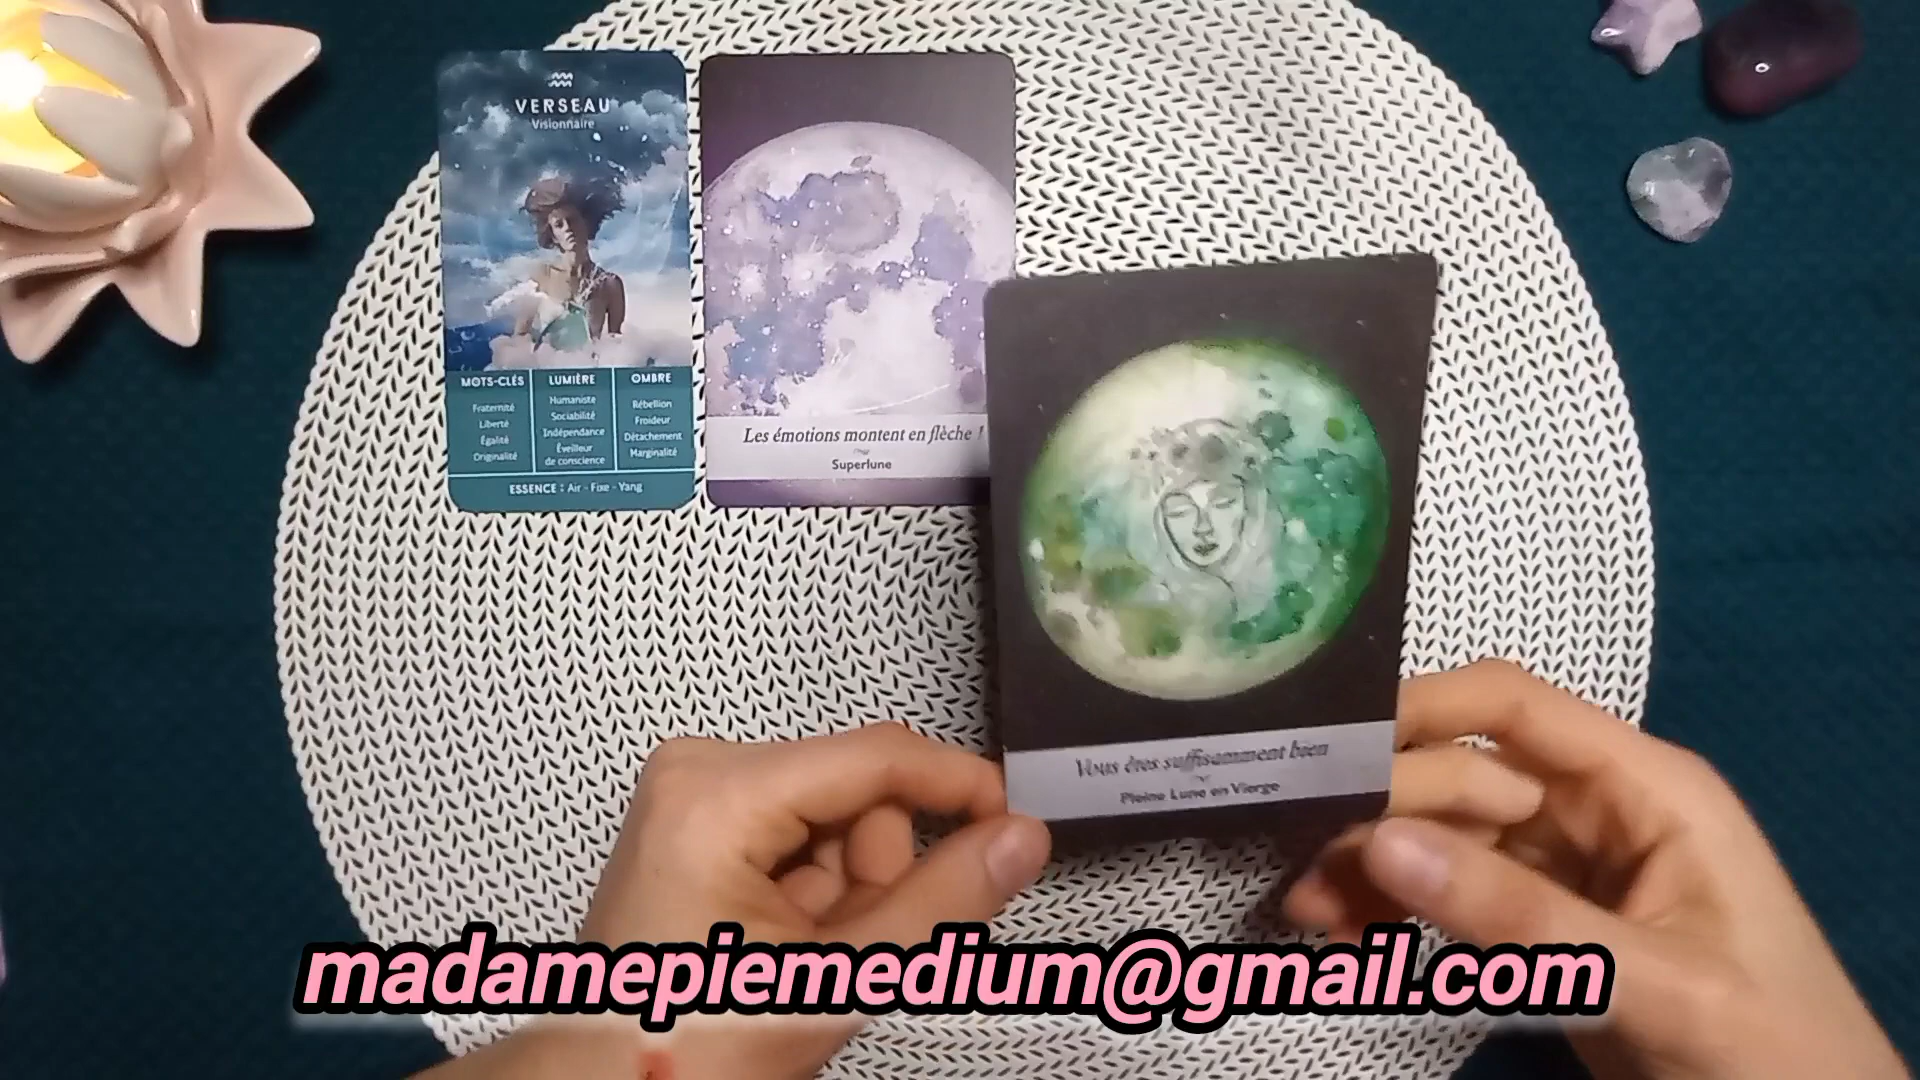 VERSEAU
Visionnaire
MOTS-CLÉS
Fraternité
Liberté
Égalité
Originalité
LUMIÈRE
Humaniste
Sociabilité
Indépendance
Éveilleur
de conscience
OMBRE
Rébellion
Froideur
Détachement
Marginalité
ESSENCE : Air - Fixe - Yang
Les émotions montent en flèche !
Superlune
Vous êtes suffisamment bien
Pleine Lune en Vierge
madamepiemedium@gmail.com